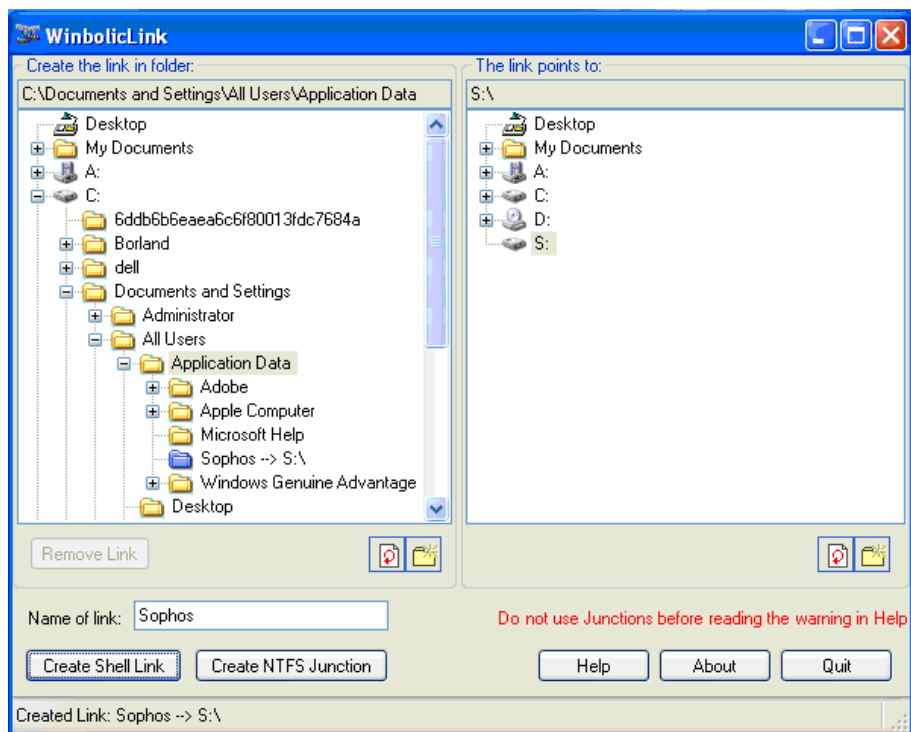 WinbolicLink
Create the link in folder:
C:\Documents and Settings\All Users\Application Data
Desktop
My Documents
A:
C:
6ddb6b6eaea6c6f80013fdc7684a
Borland
dell
Documents and Settings
Administrator
All Users
Application Data
Adobe
Apple Computer
Microsoft Help
Sophos --> S:\
Windows Genuine Advantage
Desktop
Remove Link
The link points to:
S:\
Desktop
My Documents
A:
C:
D:
S:
Name of link: Sophos
Do not use Junctions before reading the warning in Help
Create Shell Link Create NTFS Junction Help About Quit
Created Link: Sophos --> S:\